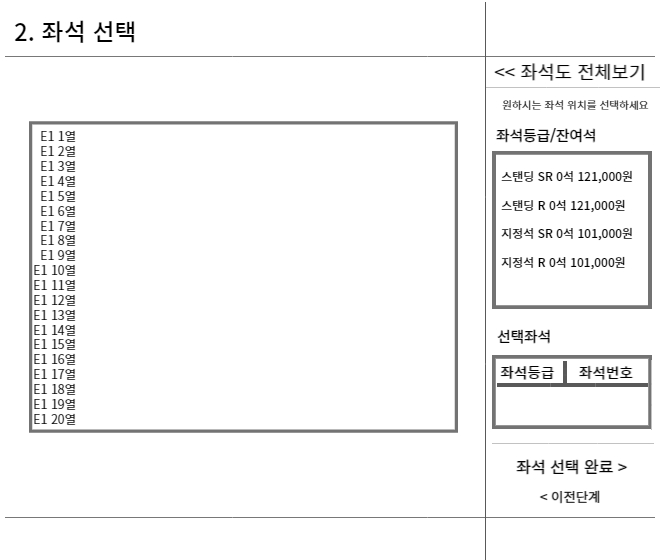 2. 좌석 선택
E1 1열
E1 2열
E1 3열
E1 4열
E1 5열
E1 6열
E1 7열
E1 8열
E1 9열
E1 10열
E1 11열
E1 12열
E1 13열
E1 14열
E1 15열
E1 16열
E1 17열
E1 18열
E1 19열
E1 20열
<< 좌석도 전체보기
원하시는 좌석 위치를 선택하세요
좌석등급/잔여석
스탠딩 SR 0석 121,000원
스탠딩 R 0석 121,000원
지정석 SR 0석 101,000원
지정석 R 0석 101,000원
선택좌석
좌석등급 좌석번호
좌석 선택 완료 >
< 이전단계